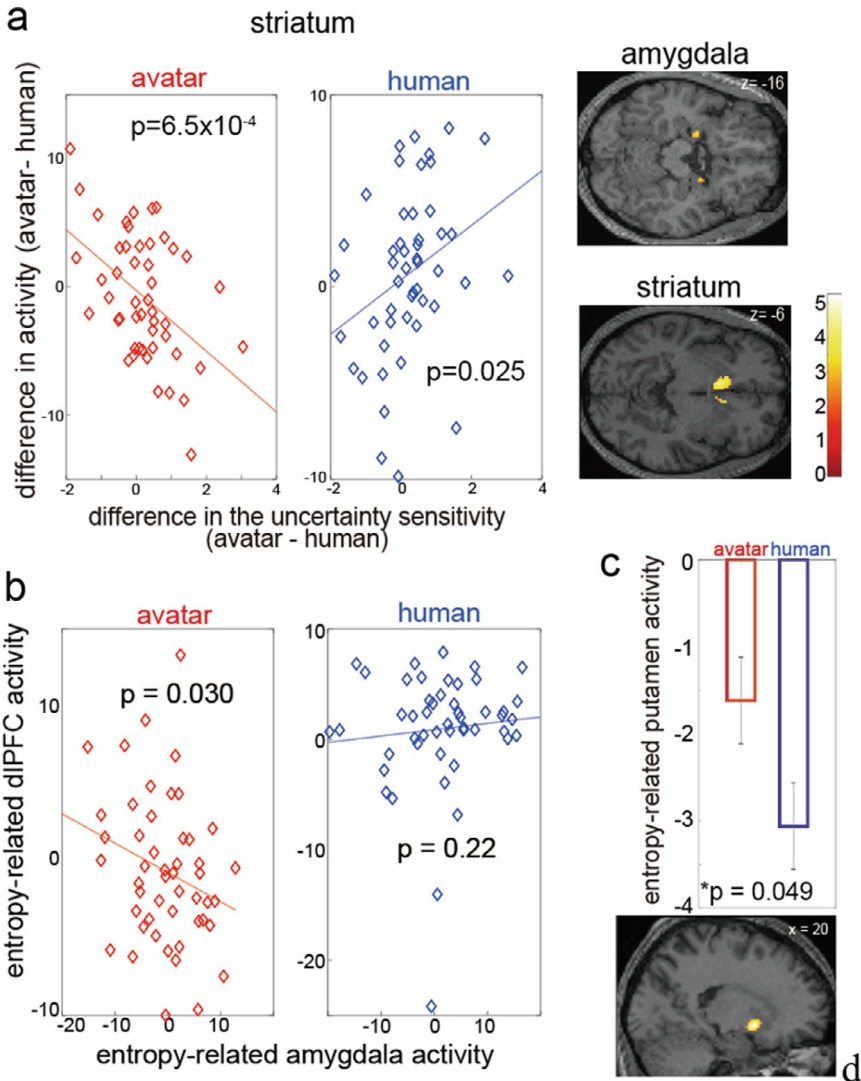 a
striatum
avatar
human
amygdala
difference in activity (avatar- human)
10
0
-10
p=6.5x10-4
-2 0 2 4
10
0
-10
p=0.025
-2 0 2 4
difference in the uncertainty sensitivity
(avatar - human)
z= -16
striatum
z= -6
5
4
3
2
1
0
b
avatar
human
entropy-related dlPFC activity
10
0
-10
p = 0.030
-20 -10 0 10
10
0
-10
-20
p = 0.22
-10 0 10
entropy-related amygdala activity
c
avatar human
entropy-related putamen activity
0
-1
-2
-3
-4
*p = 0.049
x = 20
d